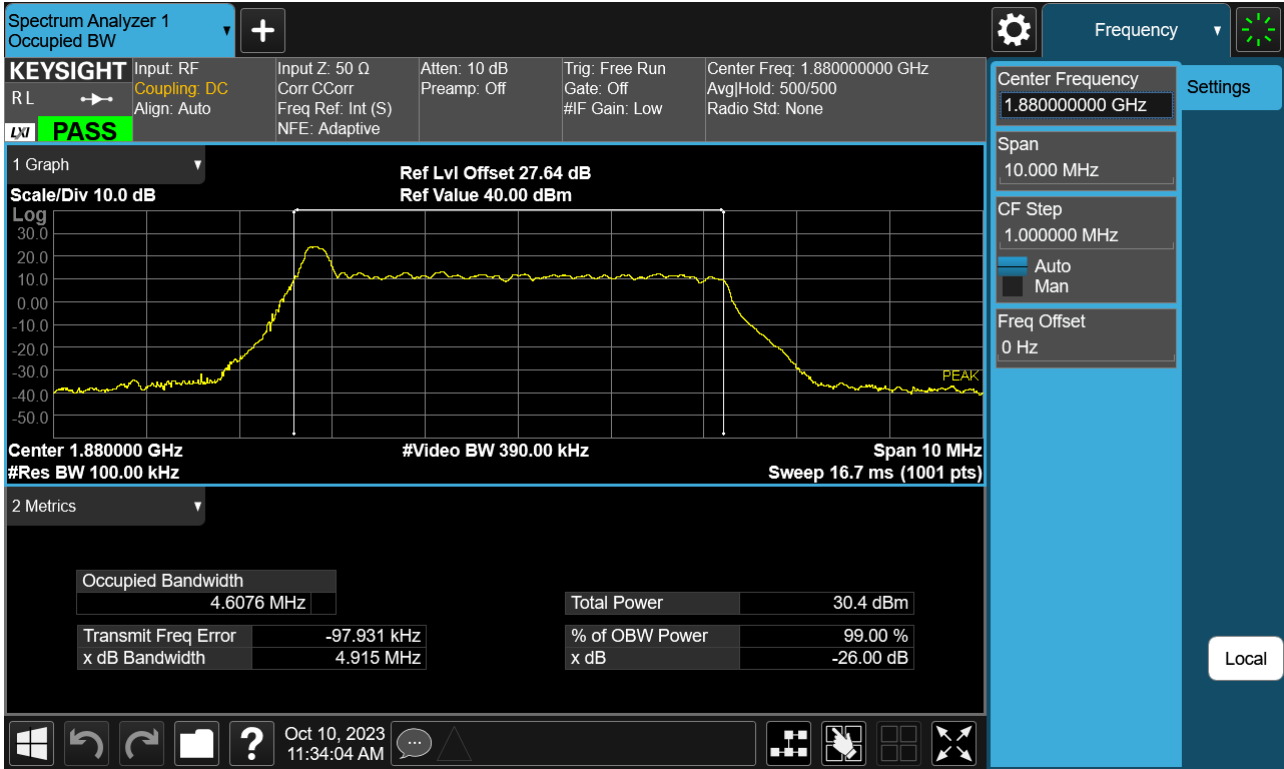 Spectrum Analyzer 1
Occupied BW
Frequency
KEYSIGHT
R L
LXI PASS
Input: RF
Coupling: DC
Align: Auto
Input Z: 50 Ω
Corr CCorr
Freq Ref: Int (S)
NFE: Adaptive
Atten: 10 dB
Preamp: Off
Trig: Free Run
Gate: Off
#IF Gain: Low
Center Freq: 1.880000000 GHz
Avg|Hold: 500/500
Radio Std: None
Center Frequency
1.880000000 GHz
Span
10.000 MHz
CF Step
1.000000 MHz
Auto
Man
Freq Offset
0 Hz
Settings
Local
1 Graph
Scale/Div 10.0 dB
Ref Lvl Offset 27.64 dB
Ref Value 40.00 dBm
Log
30.0
20.0
10.0
0.00
-10.0
-20.0
-30.0
-40.0
-50.0
PEAK
Center 1.880000 GHz
#Res BW 100.00 kHz
#Video BW 390.00 kHz
Span 10 MHz
Sweep 16.7 ms (1001 pts)
2 Metrics
Occupied Bandwidth
4.6076 MHz
Transmit Freq Error -97.931 kHz
x dB Bandwidth 4.915 MHz
Total Power 30.4 dBm
% of OBW Power 99.00 %
x dB -26.00 dB
?
Oct 10, 2023
11:34:04 AM